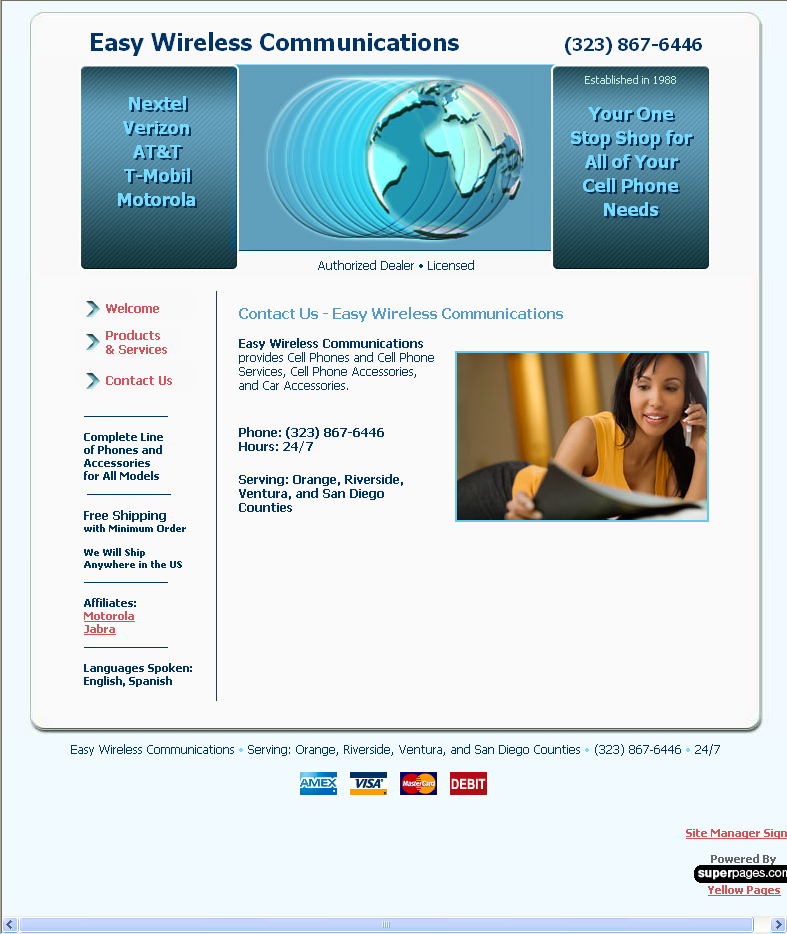 Easy Wireless Communications
(323) 867-6446
Nextel
Verizon
AT&T
T-Mobil
Motorola
Established in 1988
Your One
Stop Shop for
All of Your
Cell Phone
Needs
Authorized Dealer • Licensed
Welcome
Products
& Services
Contact Us
Complete Line
of Phones and
Accessories
for All Models
Free Shipping
with Minimum Order
We Will Ship
Anywhere in the US
Affiliates:
Motorola
Jabra
Languages Spoken:
English, Spanish
Contact Us - Easy Wireless Communications
Easy Wireless Communications
provides Cell Phones and Cell Phone
Services, Cell Phone Accessories,
and Car Accessories.
Phone: (323) 867-6446
Hours: 24/7
Serving: Orange, Riverside,
Ventura, and San Diego
Counties
Easy Wireless Communications • Serving: Orange, Riverside, Ventura, and San Diego Counties • (323) 867-6446 • 24/7
AMEX VISA MasterCard DEBIT
Site Manager Sign
Powered By
superpages.com
Yellow Pages